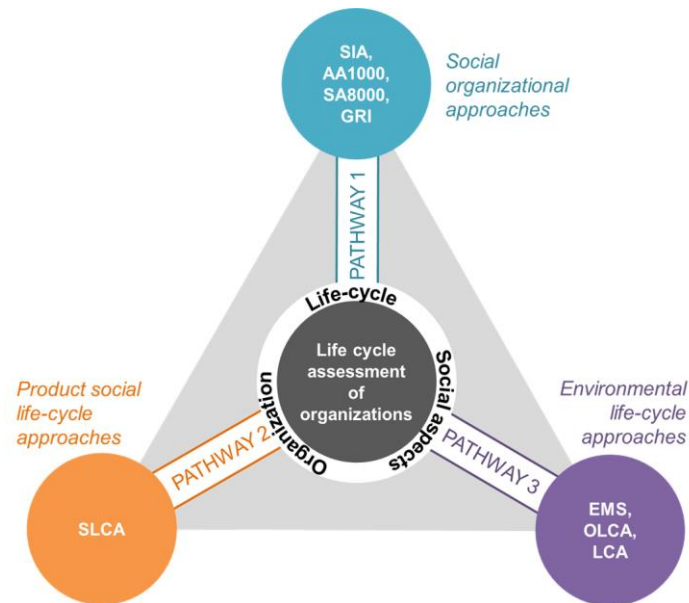 SIA,
AA1000,
SA8000,
GRI
Social
organizational
approaches
PATHWAY 1
Life-cycle
Life cycle
assessment
of
organizations
Organization
Social aspects
Product social
life-cycle
approaches
PATHWAY 2
SLCA
Environmental
life-cycle
approaches
PATHWAY 3
EMS,
OLCA,
LCA